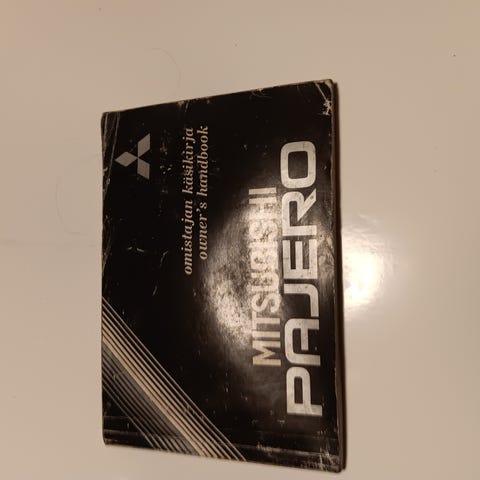 omistajan käsikirja
owner's handbook
MITSUBISHI
PAJERO